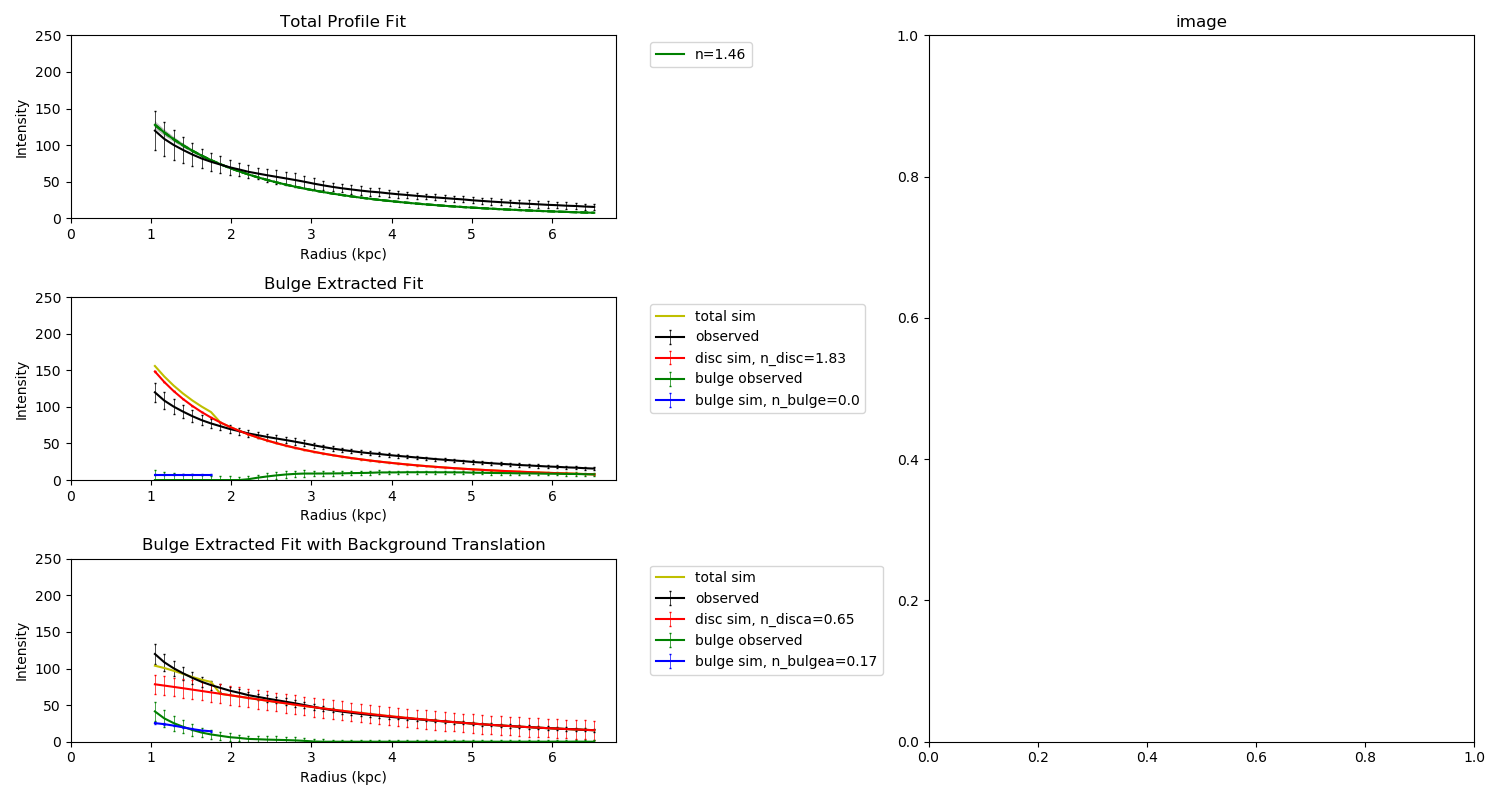 Total Profile Fit
250
200
150
100
50
0
Intensity
0 1 2 3 4 5 6
Radius (kpc)
n=1.46
Bulge Extracted Fit
250
200
150
100
50
0
Intensity
0 1 2 3 4 5 6
Radius (kpc)
total sim
observed
disc sim, n_disc=1.83
bulge observed
bulge sim, n_bulge=0.0
Bulge Extracted Fit with Background Translation
250
200
150
100
50
0
Intensity
0 1 2 3 4 5 6
Radius (kpc)
total sim
observed
disc sim, n_disca=0.65
bulge observed
bulge sim, n_bulgea=0.17
image
1.0
0.8
0.6
0.4
0.2
0.0
0.0 0.2 0.4 0.6 0.8 1.0